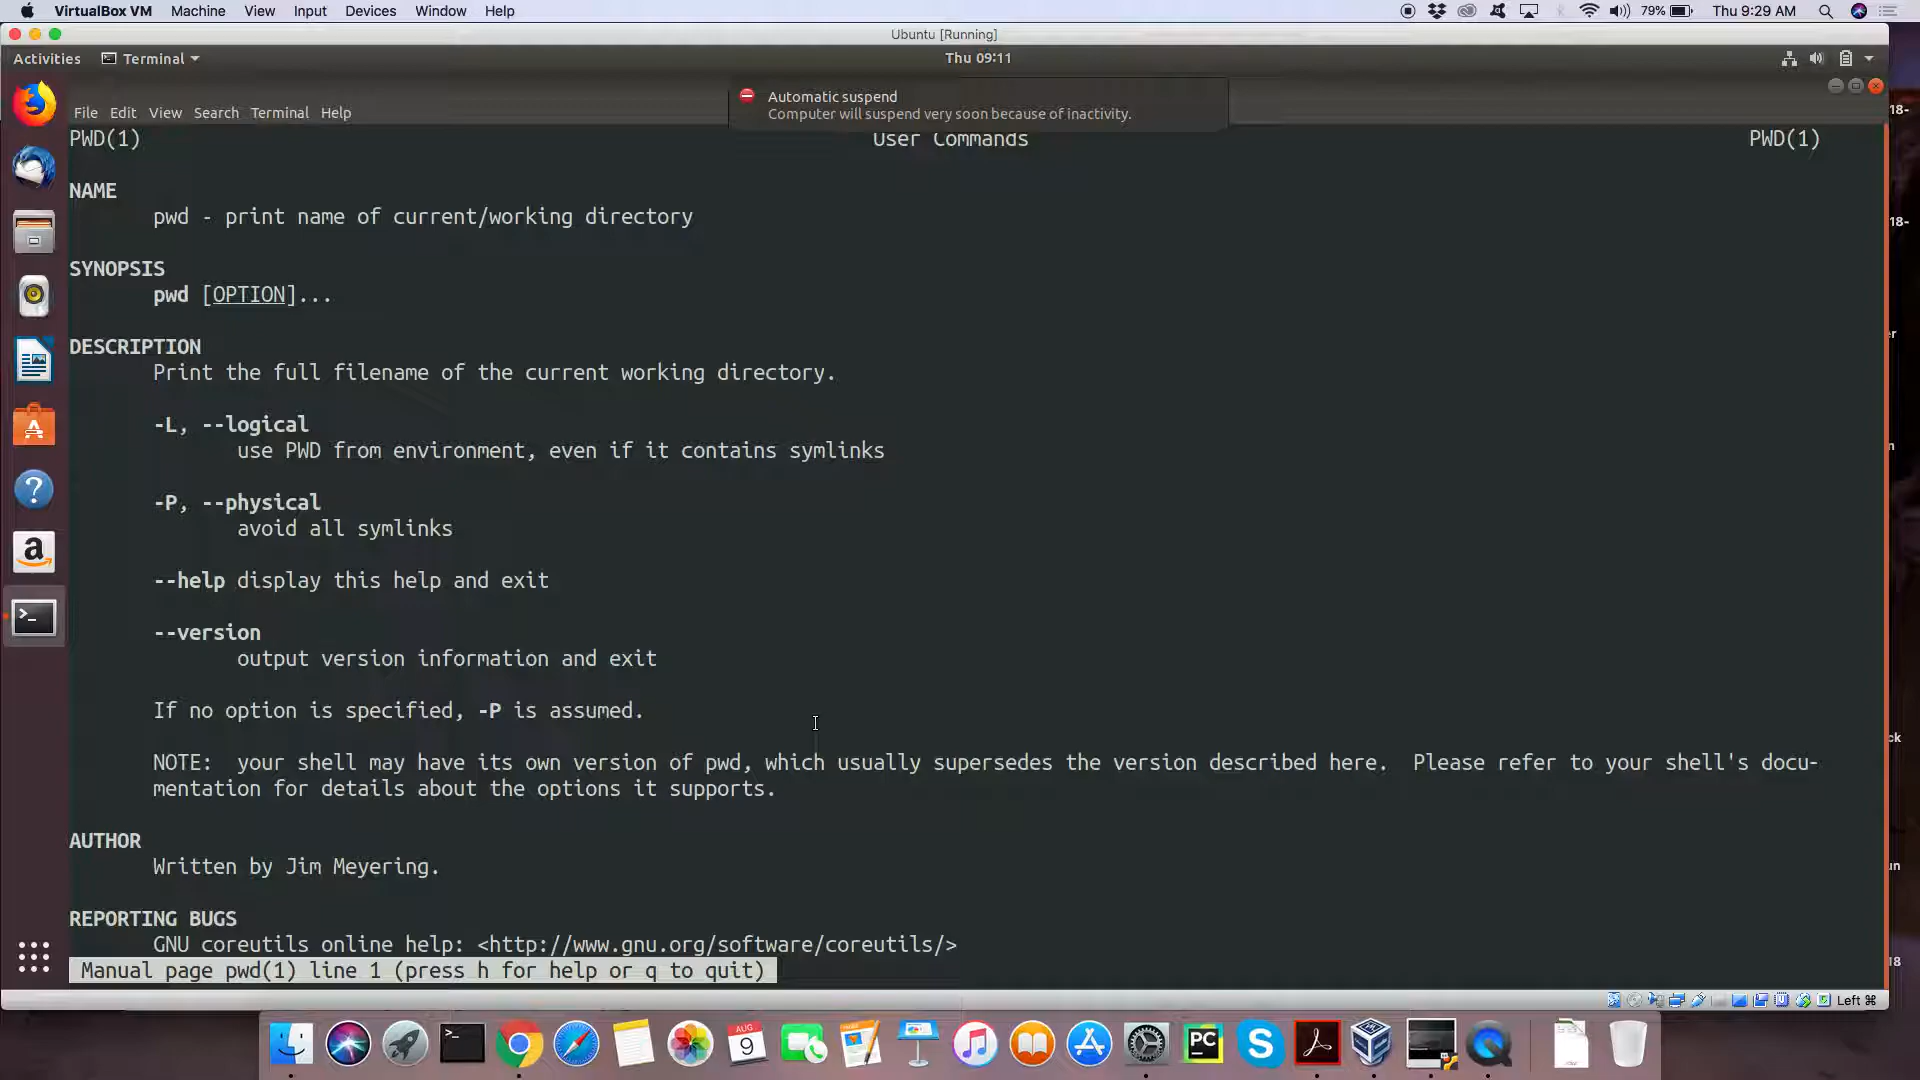 VirtualBox VM Machine View Input Devices Window Help 79% Thu 9:29 AM
Ubuntu [Running]
Activities Terminal Thu 09:11
Automatic suspend
Computer will suspend very soon because of inactivity.
File Edit View Search Terminal Help
PWD(1) User Commands PWD(1)
NAME
pwd - print name of current/working directory
SYNOPSIS
pwd [OPTION]...
DESCRIPTION
Print the full filename of the current working directory.
-L, --logical
use PWD from environment, even if it contains symlinks
-P, --physical
avoid all symlinks
--help display this help and exit
--version
output version information and exit
If no option is specified, -P is assumed.
NOTE: your shell may have its own version of pwd, which usually supersedes the version described here. Please refer to your shell's docu-
mentation for details about the options it supports.
AUTHOR
Written by Jim Meyering.
REPORTING BUGS
GNU coreutils online help: <http://www.gnu.org/software/coreutils/>
Manual page pwd(1) line 1 (press h for help or q to quit)
Left ⌘
AUG
9
PC
18-
18-
18